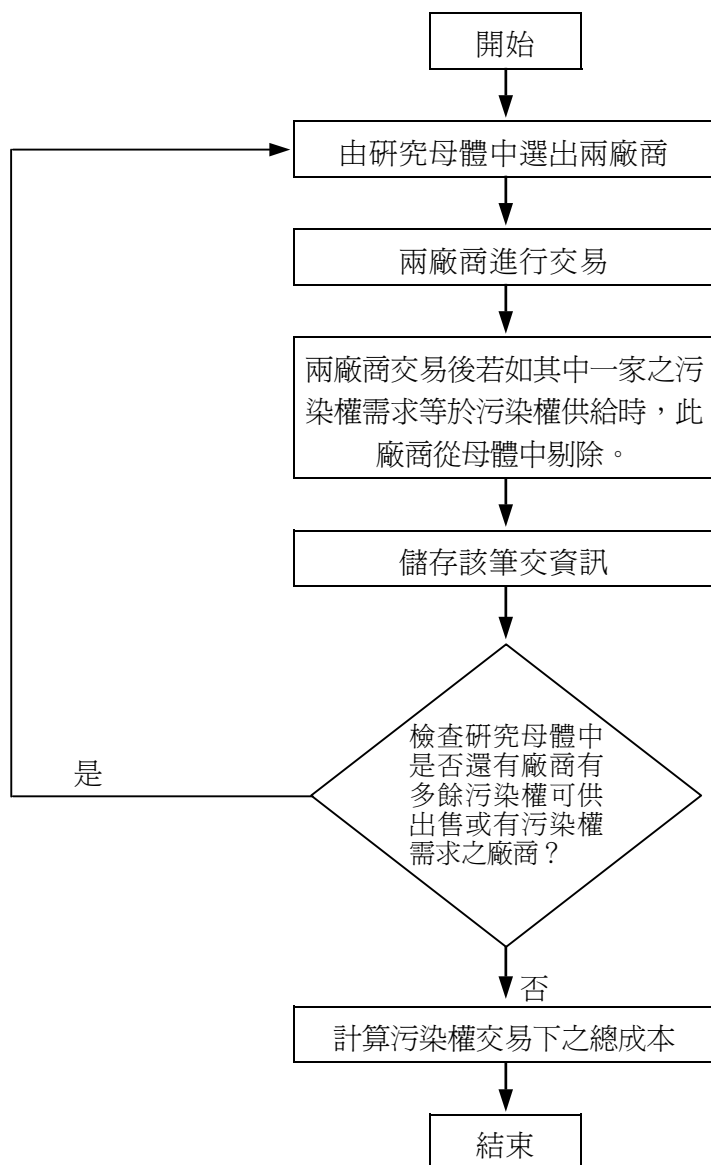 開始
由研究母體中選出兩廠商
兩廠商進行交易
兩廠商交易後若如其中一家之污
染權需求等於污染權供給時，此
廠商從母體中剔除。
儲存該筆交資訊
檢查研究母體中
是否還有廠商有
多餘污染權可供
出售或有污染權
需求之廠商？
是
否
計算污染權交易下之總成本
結束